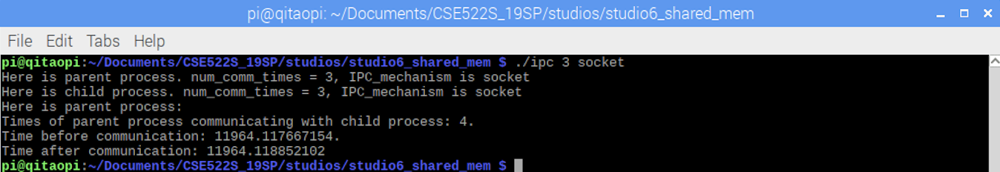 pi@qitaopi: ~/Documents/CSE522S_19SP/studios/studio6_shared_mem
File Edit Tabs Help
pi@qitaopi:~/Documents/CSE522S_19SP/studios/studio6_shared_mem $ ./ipc 3 socket
Here is parent process. num_comm_times = 3, IPC_mechanism is socket
Here is child process. num_comm_times = 3, IPC_mechanism is socket
Here is parent process:
Times of parent process communicating with child process: 4.
Time before communication: 11964.117667154.
Time after communication: 11964.118852102
pi@qitaopi:~/Documents/CSE522S_19SP/studios/studio6_shared_mem $